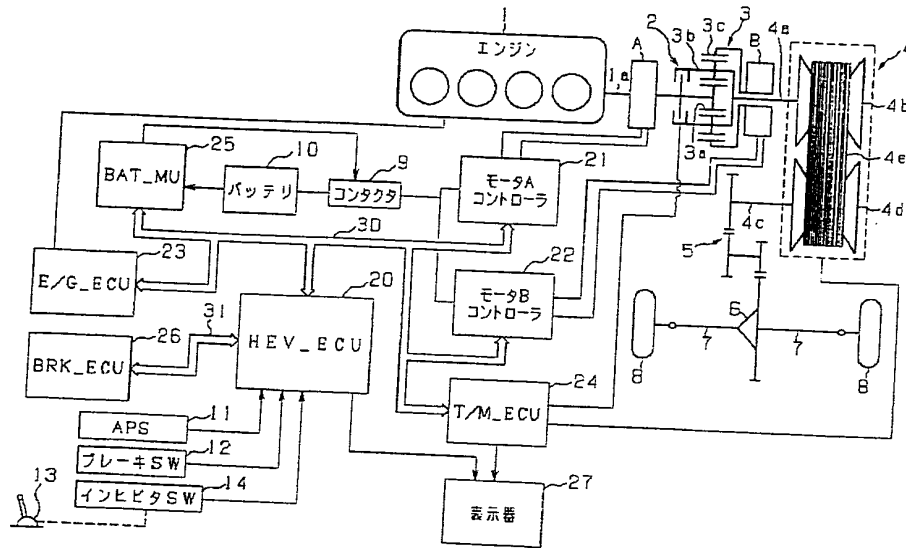 1
エンジン
1a
A
2
3b
3c
3
3a
B
4a
4
4b
4e
4d
4c
25
BAT_MU
10
バッテリ
9
コンタクタ
21
モータA
コントローラ
30
23
E/G_ECU
22
モータB
コントローラ
5
6
7
7
8
8
20
HEV_ECU
31
26
BRK_ECU
24
T/M_ECU
11
APS
12
ブレーキSW
14
インヒビタSW
13
27
表示器